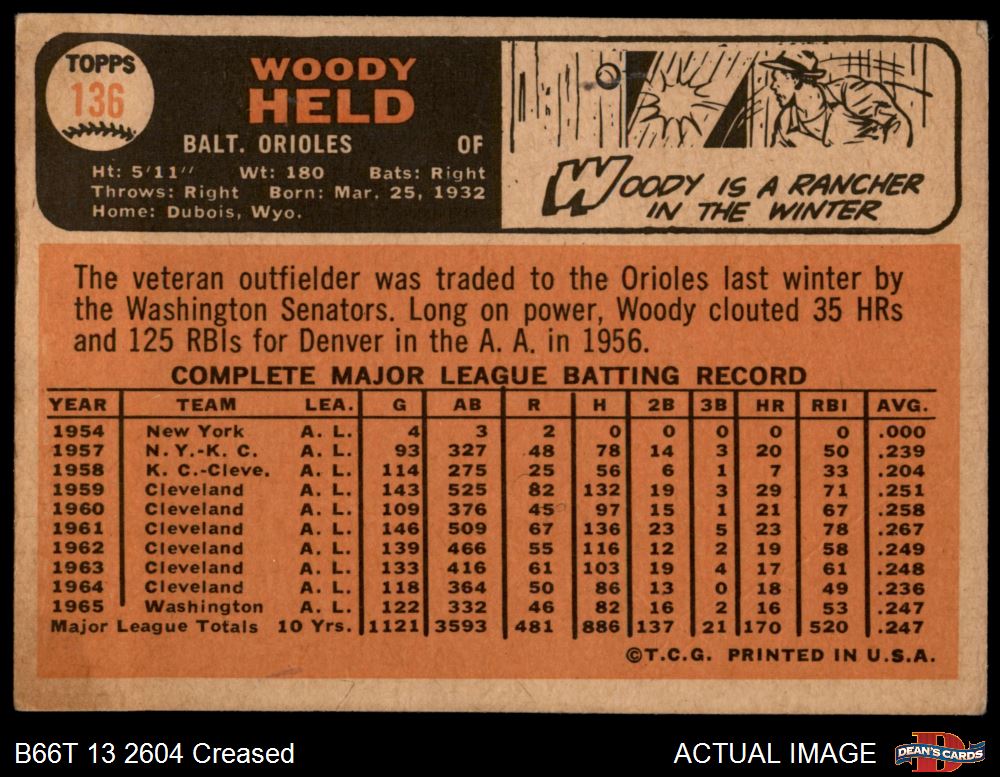 TOPPS
136
WOODY
HELD
BALT. ORIOLES OF
Ht: 5'11" Wt: 180 Bats: Right
Throws: Right Born: Mar. 25, 1932
Home: Dubois, Wyo.
WOODY IS A RANCHER
IN THE WINTER
The veteran outfielder was traded to the Orioles last winter by
the Washington Senators. Long on power, Woody clouted 35 HRs
and 125 RBIs for Denver in the A. A. in 1956.
COMPLETE MAJOR LEAGUE BATTING RECORD
YEAR TEAM LEA. G AB R H 2B 3B HR RBI AVG.
1954 New York A. L. 4 3 2 0 0 0 0 0 .000
1957 N. Y.-K. C. A. L. 93 327 48 78 14 3 20 50 .239
1958 K. C.-Cleve. A. L. 114 275 25 56 6 1 7 33 .204
1959 Cleveland A. L. 143 525 82 132 19 3 29 71 .251
1960 Cleveland A. L. 109 376 45 97 15 1 21 67 .258
1961 Cleveland A. L. 146 509 67 136 23 5 23 78 .267
1962 Cleveland A. L. 139 466 55 116 12 2 19 58 .249
1963 Cleveland A. L. 133 416 61 103 19 4 17 61 .248
1964 Cleveland A. L. 118 364 50 86 13 0 18 49 .236
1965 Washington A. L. 122 332 46 82 16 2 16 53 .247
Major League Totals 10 Yrs. 1121 3593 481 886 137 21 170 520 .247
©T.C.G. PRINTED IN U.S.A.
B66T 13 2604 Creased
ACTUAL IMAGE
DEAN'S CARDS